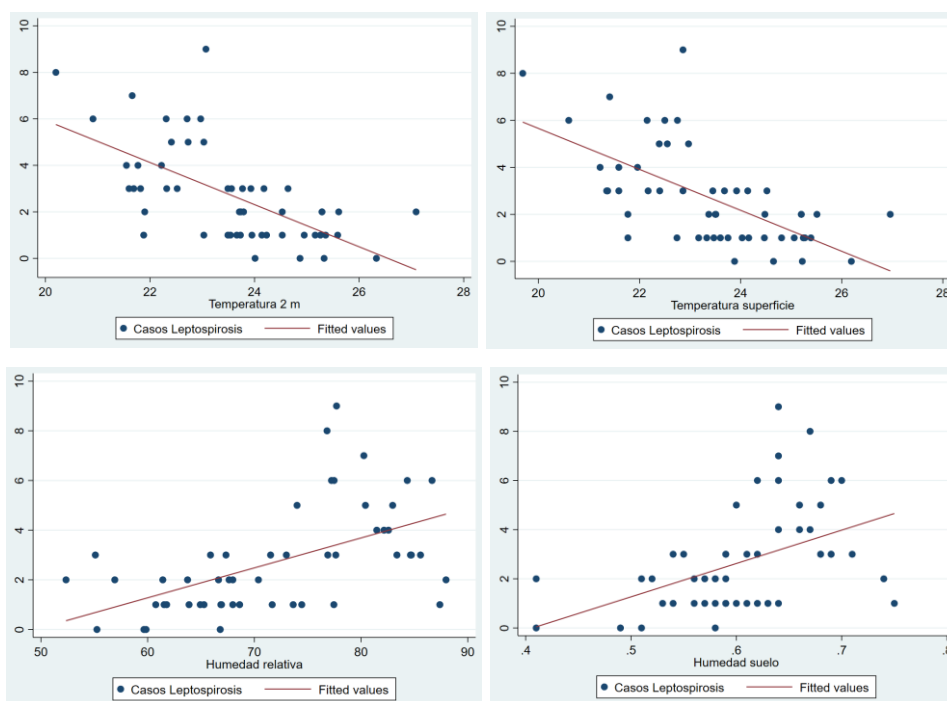 10
8
6
4
2
0
20 22 24 26 28
Temperatura 2 m
Casos Leptospirosis Fitted values
10
8
6
4
2
0
20 22 24 26 28
Temperatura superficie
Casos Leptospirosis Fitted values
10
8
6
4
2
0
50 60 70 80 90
Humedad relativa
Casos Leptospirosis Fitted values
10
8
6
4
2
0
.4 .5 .6 .7 .8
Humedad suelo
Casos Leptospirosis Fitted values